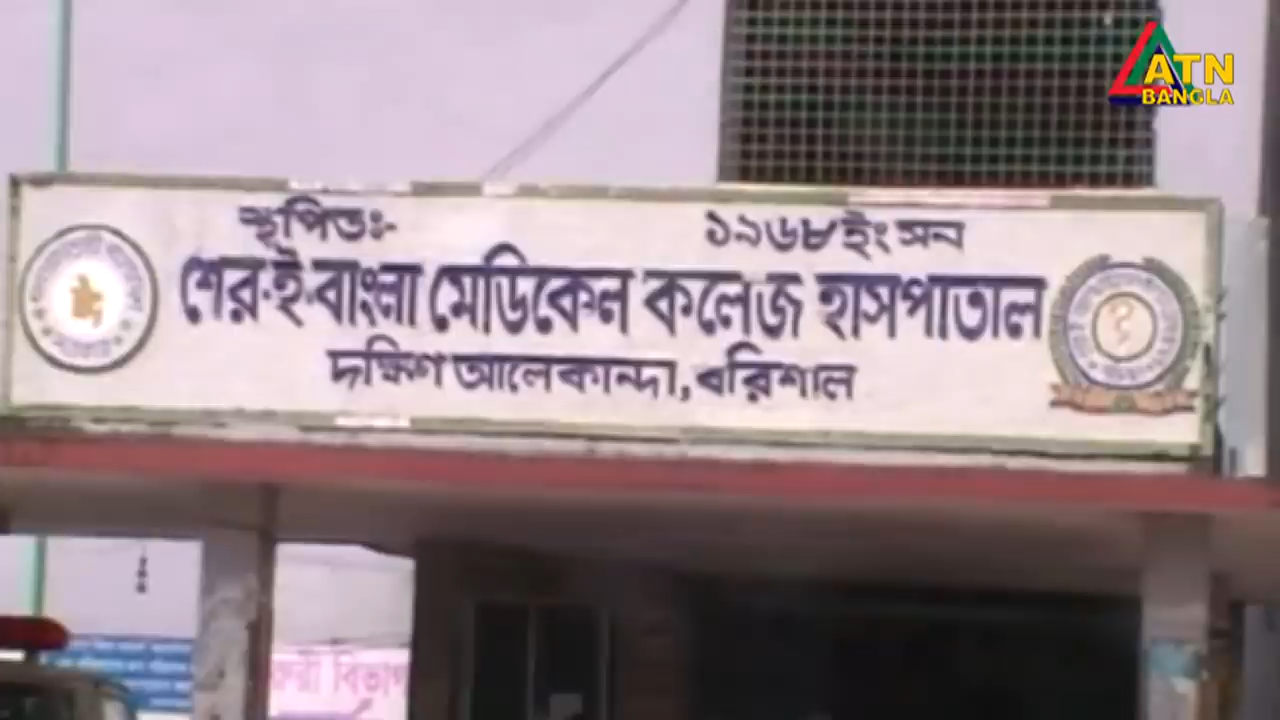 ATN
BANGLA
স্থাপিতঃ- ১৯৬৮ইং সন
শের-ই-বাংলা মেডিকেল কলেজ হাসপাতাল
দক্ষিণ আলেকান্দা, বরিশাল
বিভাগ